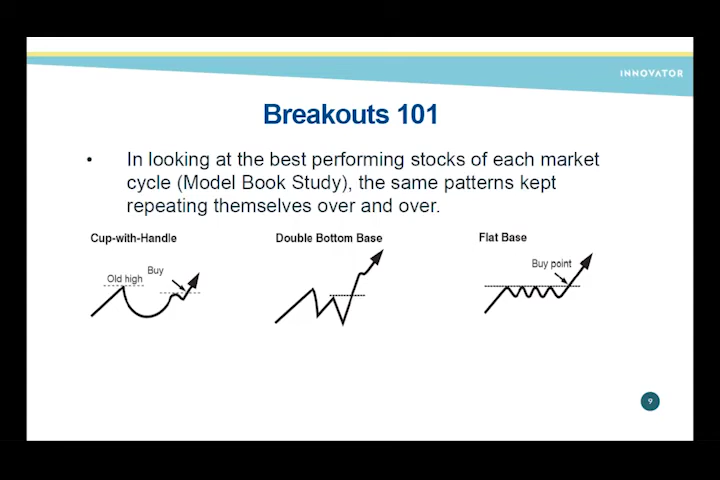 INNOVATOR
Breakouts 101
• In looking at the best performing stocks of each market
cycle (Model Book Study), the same patterns kept
repeating themselves over and over.
Cup-with-Handle
Old high
Buy
Double Bottom Base
Flat Base
Buy point
9